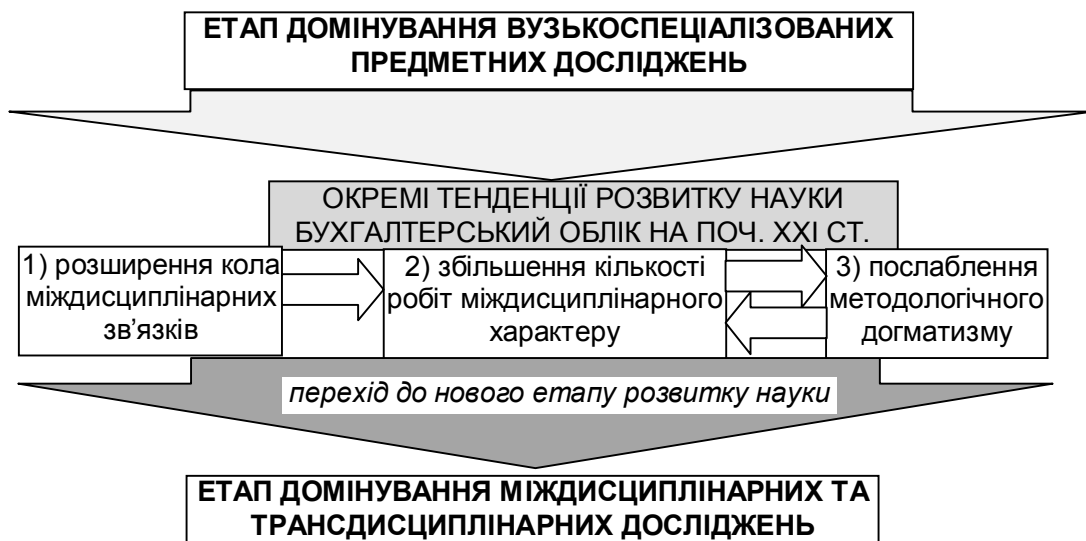 ЕТАП ДОМІНУВАННЯ ВУЗЬКОСПЕЦІАЛІЗОВАНИХ
ПРЕДМЕТНИХ ДОСЛІДЖЕНЬ
ОКРЕМІ ТЕНДЕНЦІЇ РОЗВИТКУ НАУКИ
БУХГАЛТЕРСЬКИЙ ОБЛІК НА ПОЧ. ХХІ СТ.
1) розширення кола
міждисциплінарних
зв’язків
2) збільшення кількості
робіт міждисциплінарного
характеру
3) послаблення
методологічного
догматизму
перехід до нового етапу розвитку науки
ЕТАП ДОМІНУВАННЯ МІЖДИСЦИПЛІНАРНИХ ТА
ТРАНСДИСЦИПЛІНАРНИХ ДОСЛІДЖЕНЬ